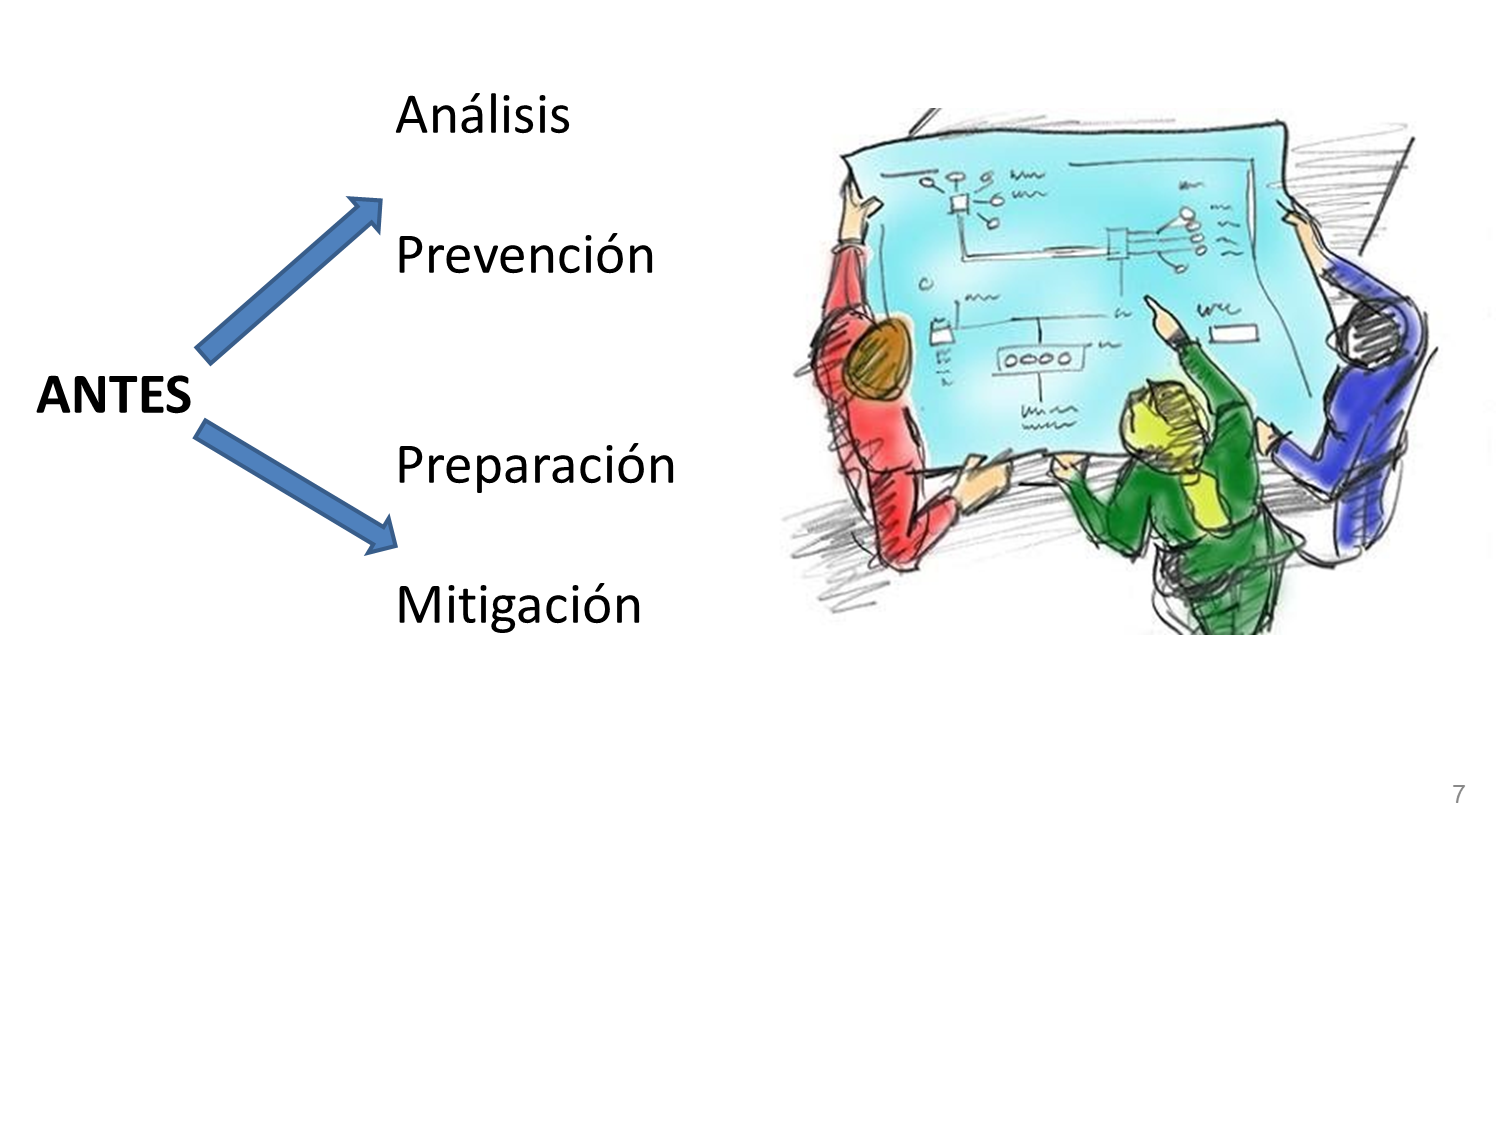 Análisis
Prevención
ANTES
Preparación
Mitigación
7